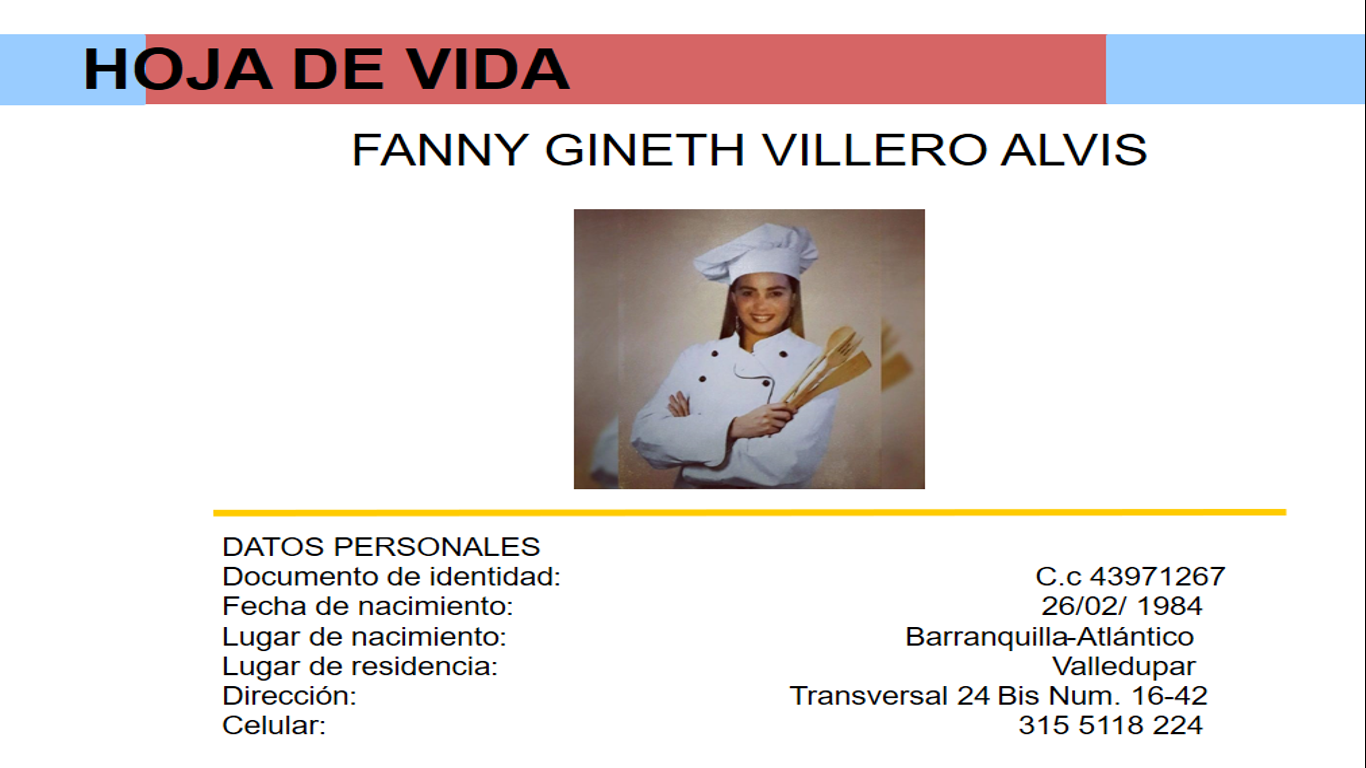 HOJA DE VIDA
FANNY GINETH VILLERO ALVIS
DATOS PERSONALES
Documento de identidad: C.c 43971267
Fecha de nacimiento: 26/02/ 1984
Lugar de nacimiento: Barranquilla-Atlántico
Lugar de residencia: Valledupar
Dirección: Transversal 24 Bis Num. 16-42
Celular: 315 5118 224